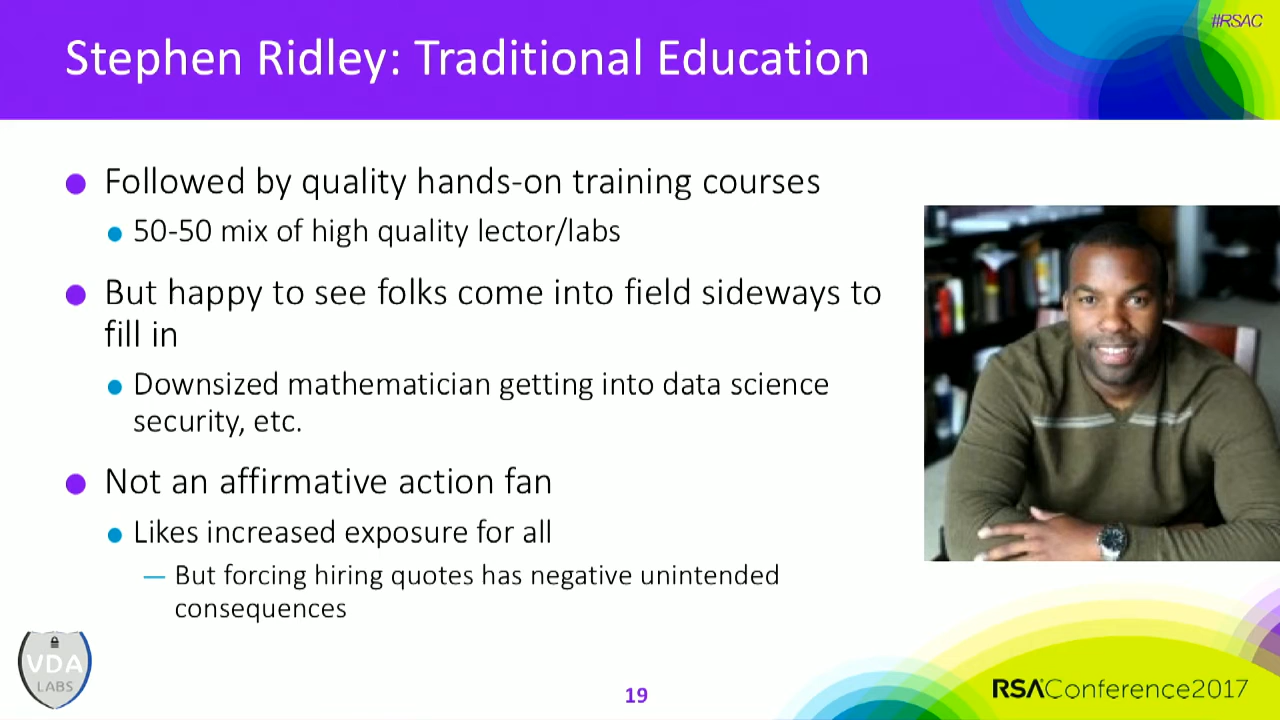 #RSAC
Stephen Ridley: Traditional Education
Followed by quality hands-on training courses
50-50 mix of high quality lector/labs
But happy to see folks come into field sideways to
fill in
Downsized mathematician getting into data science
security, etc.
Not an affirmative action fan
Likes increased exposure for all
— But forcing hiring quotes has negative unintended
consequences
VDA
LABS
19
RSAConference2017